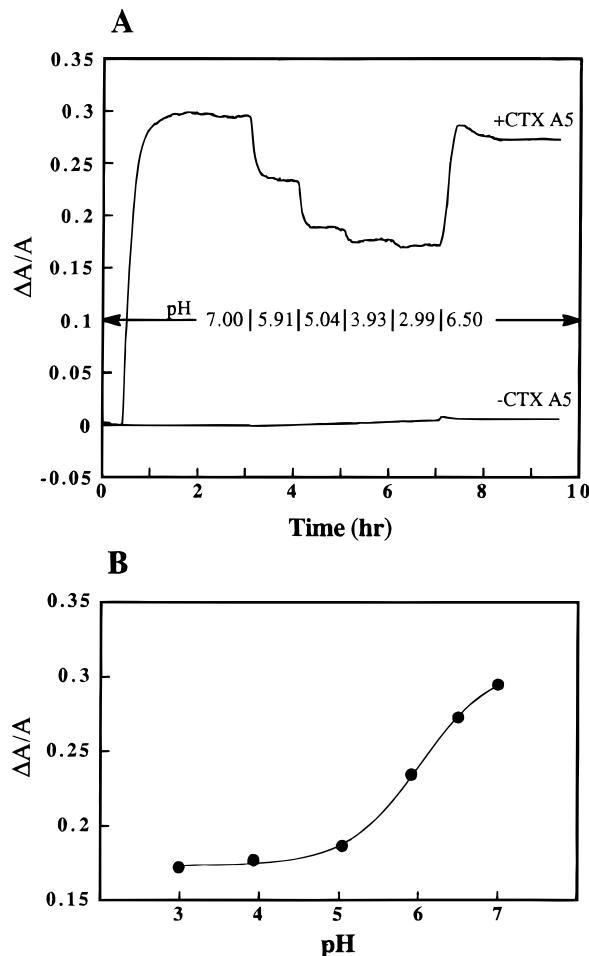 A
0.35
0.3
0.25
0.2
0.15
0.1
0.05
0
-0.05
ΔA/A
+CTX A5
pH 7.00 | 5.91 | 5.04 | 3.93 | 2.99 | 6.50
-CTX A5
0 2 4 6 8 10
Time (hr)
B
0.35
0.3
0.25
0.2
0.15
ΔA/A
3 4 5 6 7
pH